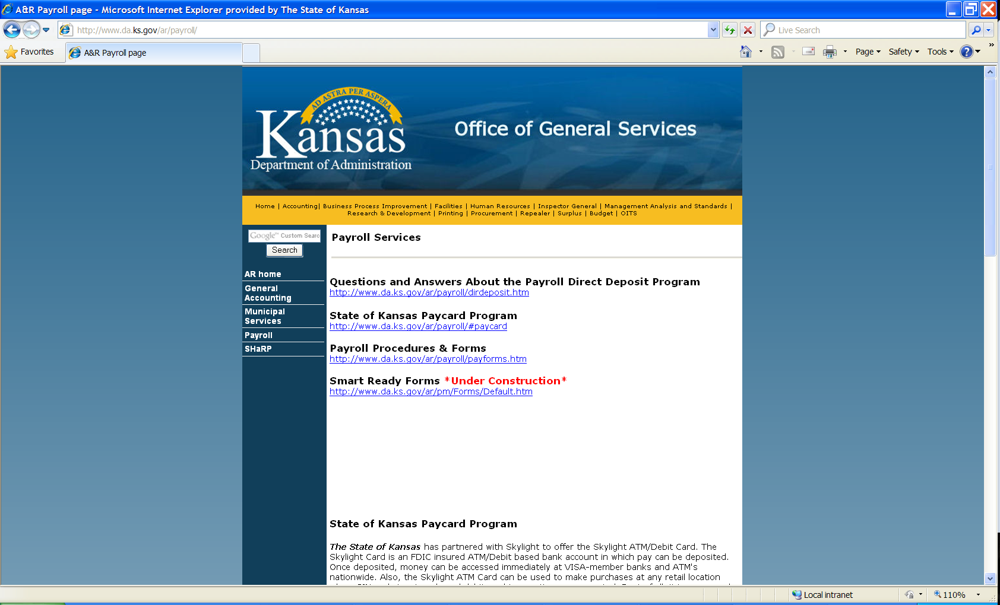 A&R Payroll page - Microsoft Internet Explorer provided by The State of Kansas
http://www.da.ks.gov/ar/payroll/
Live Search
Favorites
A&R Payroll page
Page
Safety
Tools
AD ASTRA PER ASPERA
Kansas
Department of Administration
Office of General Services
Home | Accounting| Business Process Improvement | Facilities | Human Resources | Inspector General | Management Analysis and Standards |
Research & Development | Printing | Procurement | Repealer | Surplus | Budget | OITS
Google™ Custom Searc
Search
AR home
General
Accounting
Municipal
Services
Payroll
SHaRP
Payroll Services
Questions and Answers About the Payroll Direct Deposit Program
http://www.da.ks.gov/ar/payroll/dirdeposit.htm
State of Kansas Paycard Program
http://www.da.ks.gov/ar/payroll/#paycard
Payroll Procedures & Forms
http://www.da.ks.gov/ar/payroll/payforms.htm
Smart Ready Forms *Under Construction*
http://www.da.ks.gov/ar/pm/Forms/Default.htm
State of Kansas Paycard Program
The State of Kansas has partnered with Skylight to offer the Skylight ATM/Debit Card. The
Skylight Card is an FDIC insured ATM/Debit based bank account in which pay can be deposited.
Once deposited, money can be accessed immediately at VISA-member banks and ATM's
nationwide. Also, the Skylight ATM Card can be used to make purchases at any retail location
Local intranet
110%